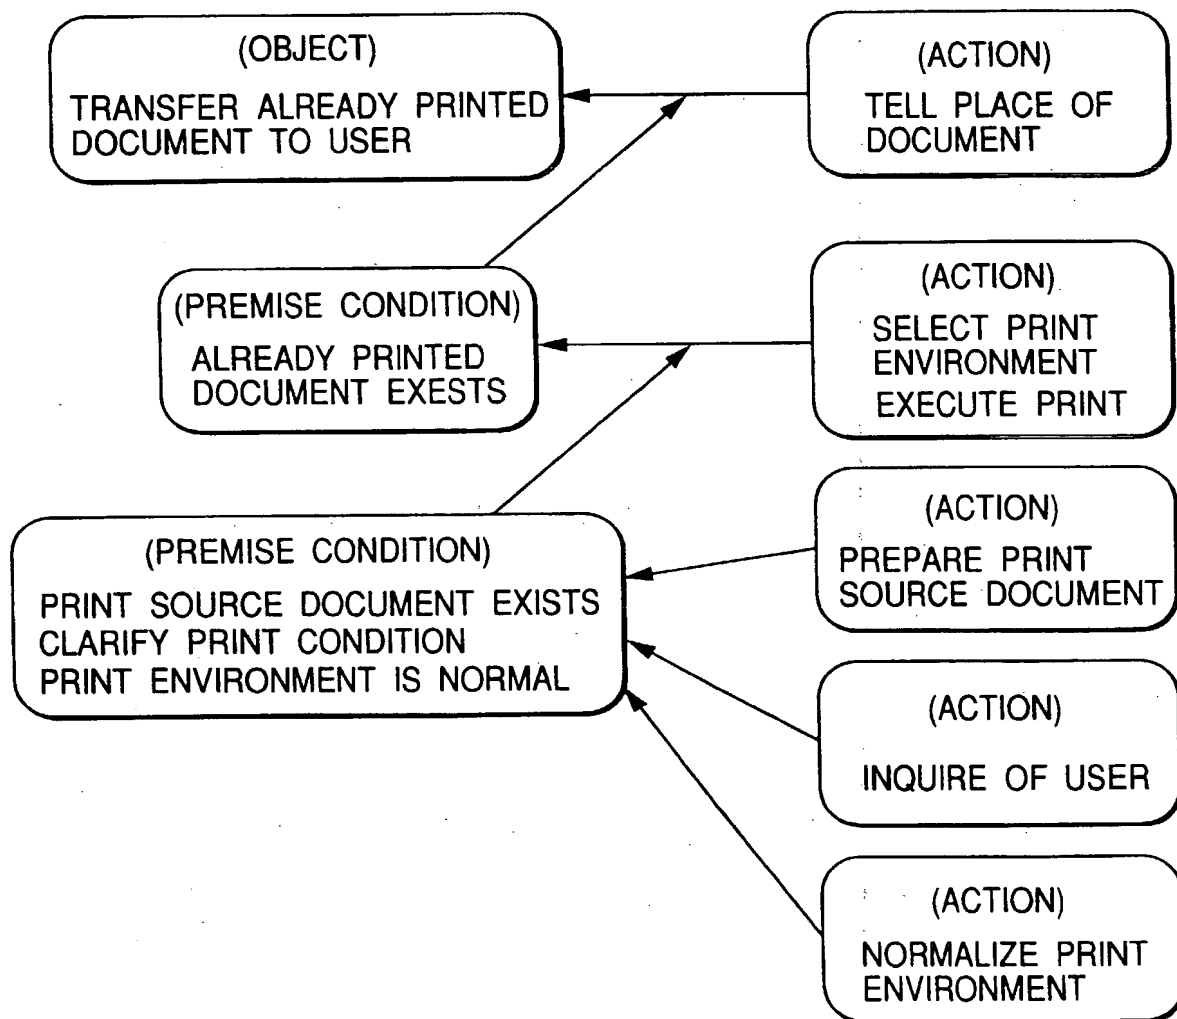 (OBJECT)
TRANSFER ALREADY PRINTED
DOCUMENT TO USER
(ACTION)
TELL PLACE OF
DOCUMENT
(PREMISE CONDITION)
ALREADY PRINTED
DOCUMENT EXESTS
(ACTION)
SELECT PRINT
ENVIRONMENT
EXECUTE PRINT
(PREMISE CONDITION)
PRINT SOURCE DOCUMENT EXISTS
CLARIFY PRINT CONDITION
PRINT ENVIRONMENT IS NORMAL
(ACTION)
PREPARE PRINT
SOURCE DOCUMENT
(ACTION)
INQUIRE OF USER
(ACTION)
NORMALIZE PRINT
ENVIRONMENT